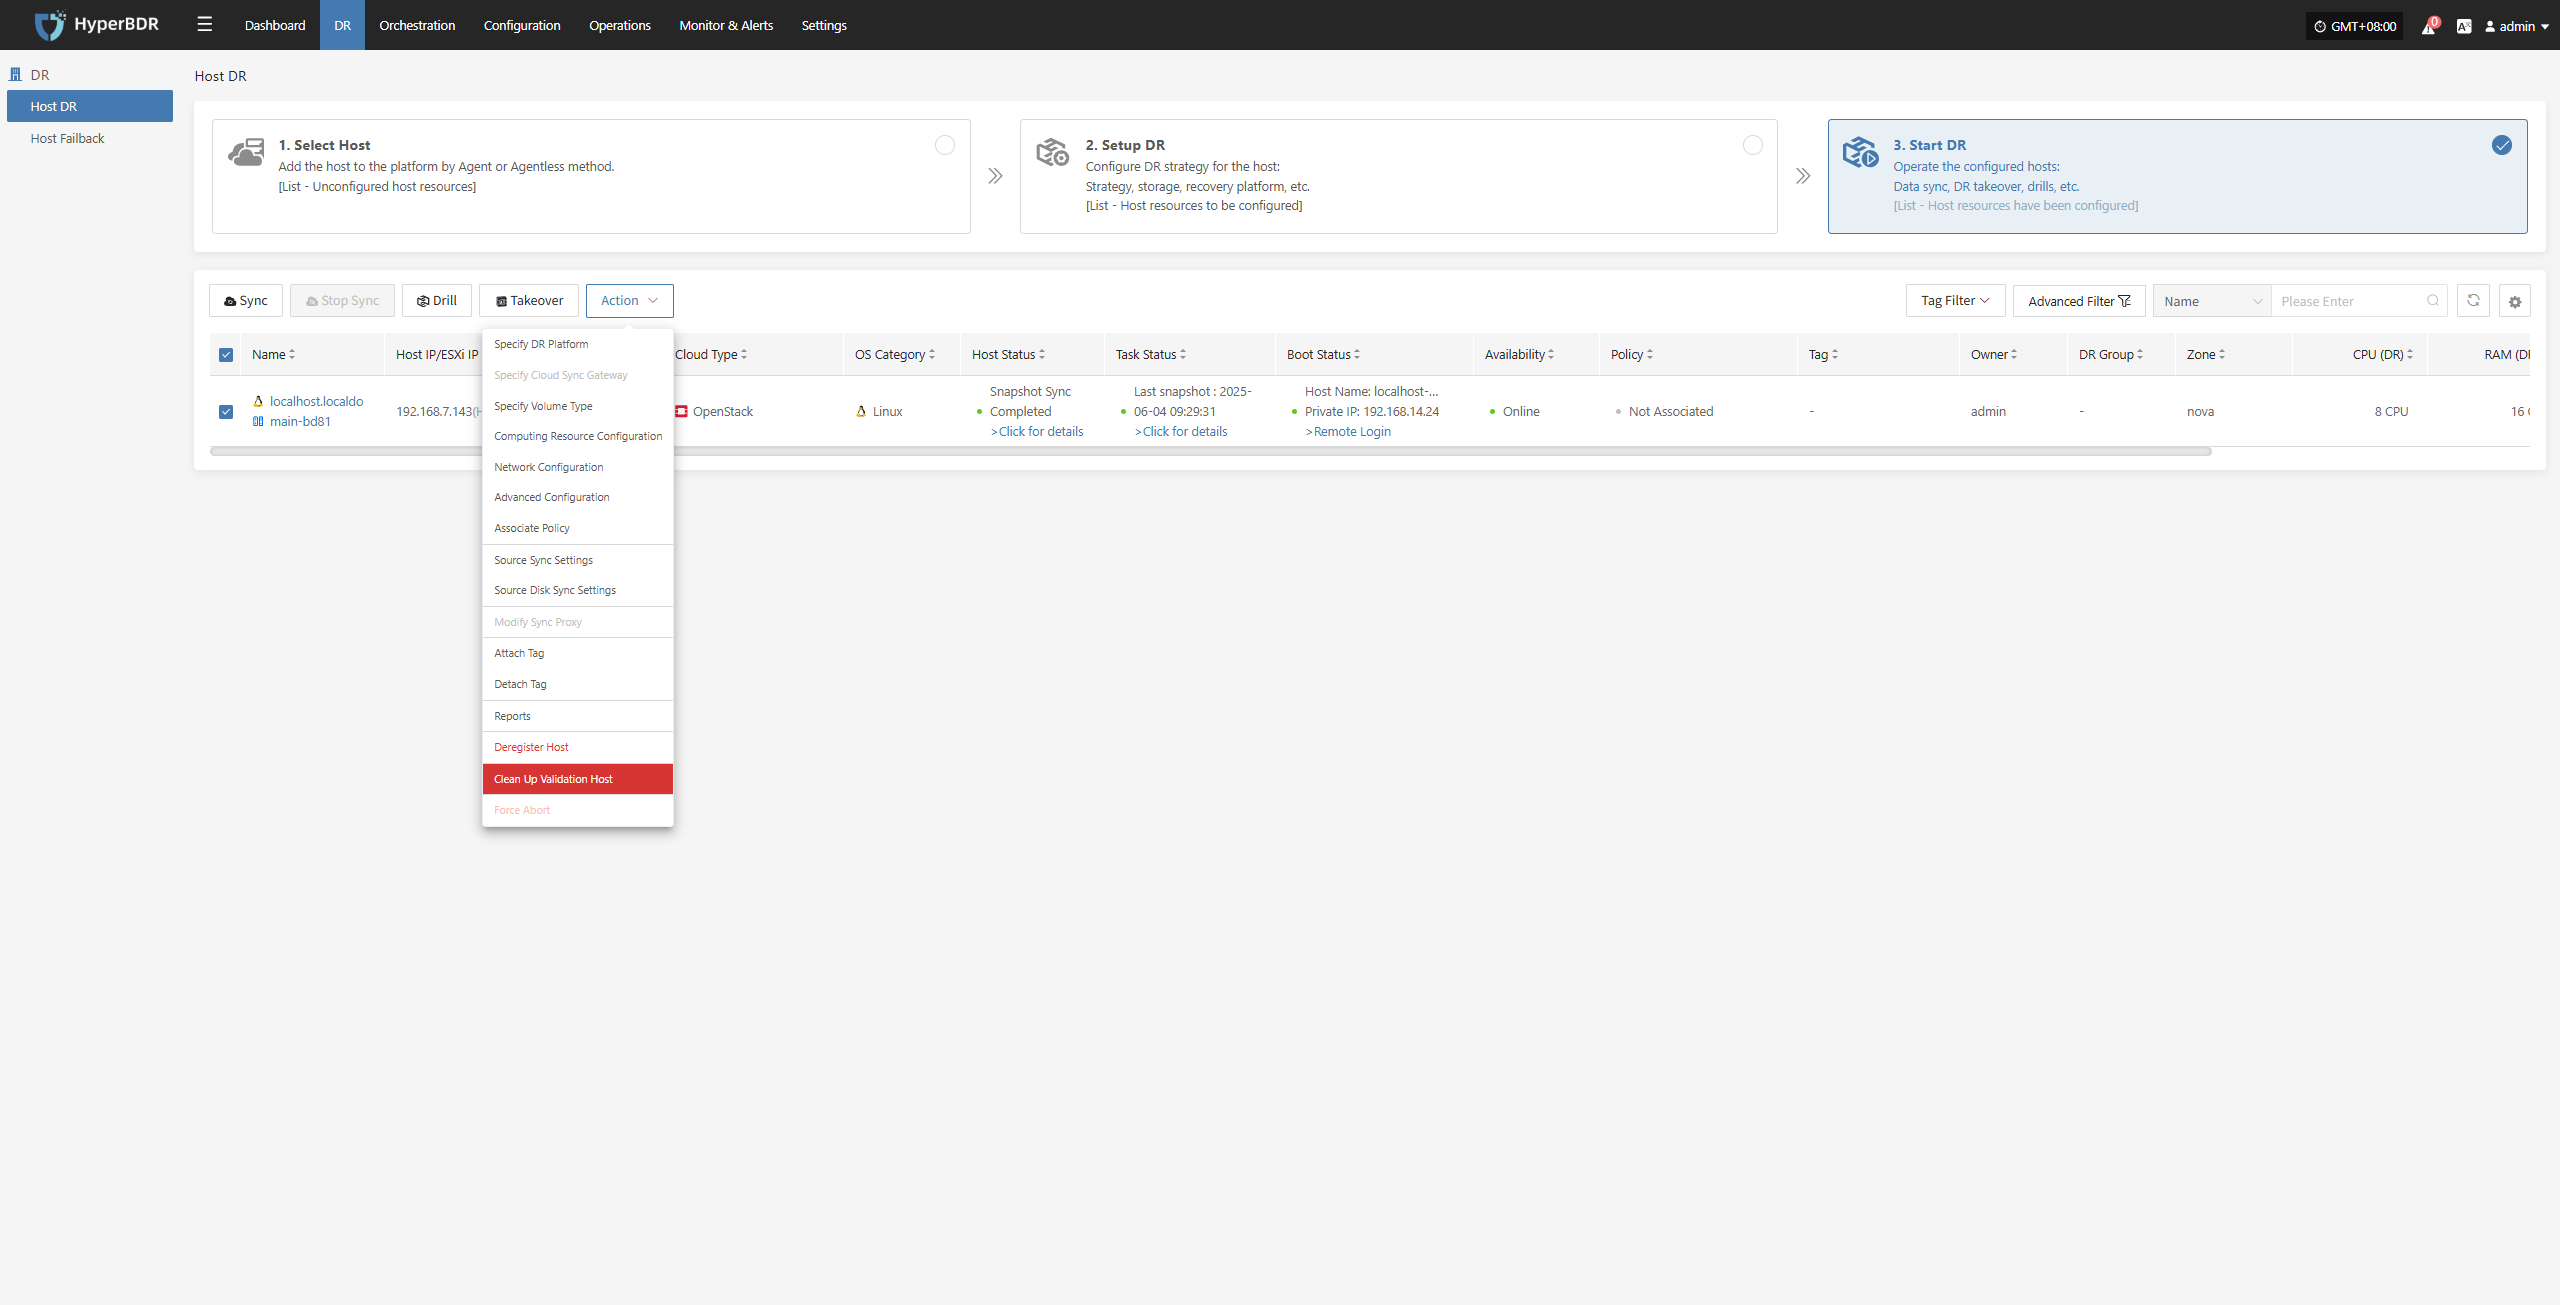 HyperBDR
Dashboard
DR
Orchestration
Configuration
Operations
Monitor & Alerts
Settings
GMT+08:00
0
admin
DR
Host DR
Host Failback
Host DR
1. Select Host
Add the host to the platform by Agent or Agentless method.
[List - Unconfigured host resources]
2. Setup DR
Configure DR strategy for the host:
Strategy, storage, recovery platform, etc.
[List - Host resources to be configured]
3. Start DR
Operate the configured hosts:
Data sync, DR takeover, drills, etc.
[List - Host resources have been configured]
Sync
Stop Sync
Drill
Takeover
Action
Tag Filter
Advanced Filter
Name
Please Enter
Name
Host IP/ESXi IP
Cloud Type
OS Category
Host Status
Task Status
Boot Status
Availability
Policy
Tag
Owner
DR Group
Zone
CPU (DR)
RAM (DR
localhost.localdo
main-bd81
192.168.7.143(H
OpenStack
Linux
Snapshot Sync
Completed
>Click for details
Last snapshot : 2025-
06-04 09:29:31
>Click for details
Host Name: localhost-...
Private IP: 192.168.14.24
>Remote Login
Online
Not Associated
-
admin
-
nova
8 CPU
16
Specify DR Platform
Specify Cloud Sync Gateway
Specify Volume Type
Computing Resource Configuration
Network Configuration
Advanced Configuration
Associate Policy
Source Sync Settings
Source Disk Sync Settings
Modify Sync Proxy
Attach Tag
Detach Tag
Reports
Deregister Host
Clean Up Validation Host
Force Abort